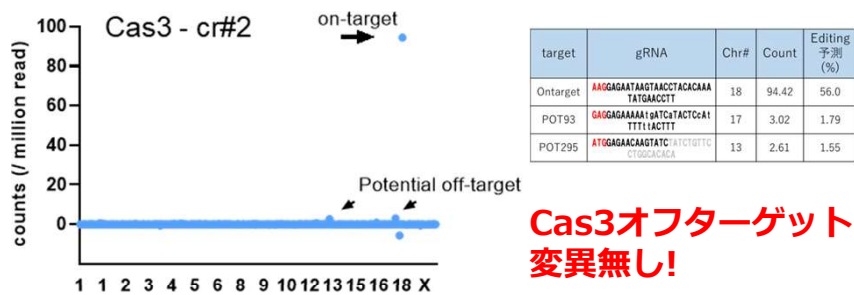 Cas3 - cr#2
on-target
100
80
60
40
20
0
counts (/ million read)
Potential off-target
1 1 2 3 4 5 6 7 8 9 10 12 13 16 18 X
target gRNA Chr# Count Editing
予測
(%)
Ontarget AAGGAGAATAAGTAACCTACACAAA 18 94.42 56.0
TATGAACCTT
POT93 GAGGAGAAAAAtgATCaTACTCcAt 17 3.02 1.79
TTTttACTTT
POT295 ATGGAGAACAAGTATCTATCTGTTC 13 2.61 1.55
CTGGCACACA
Cas3オフターゲット
変異無し!